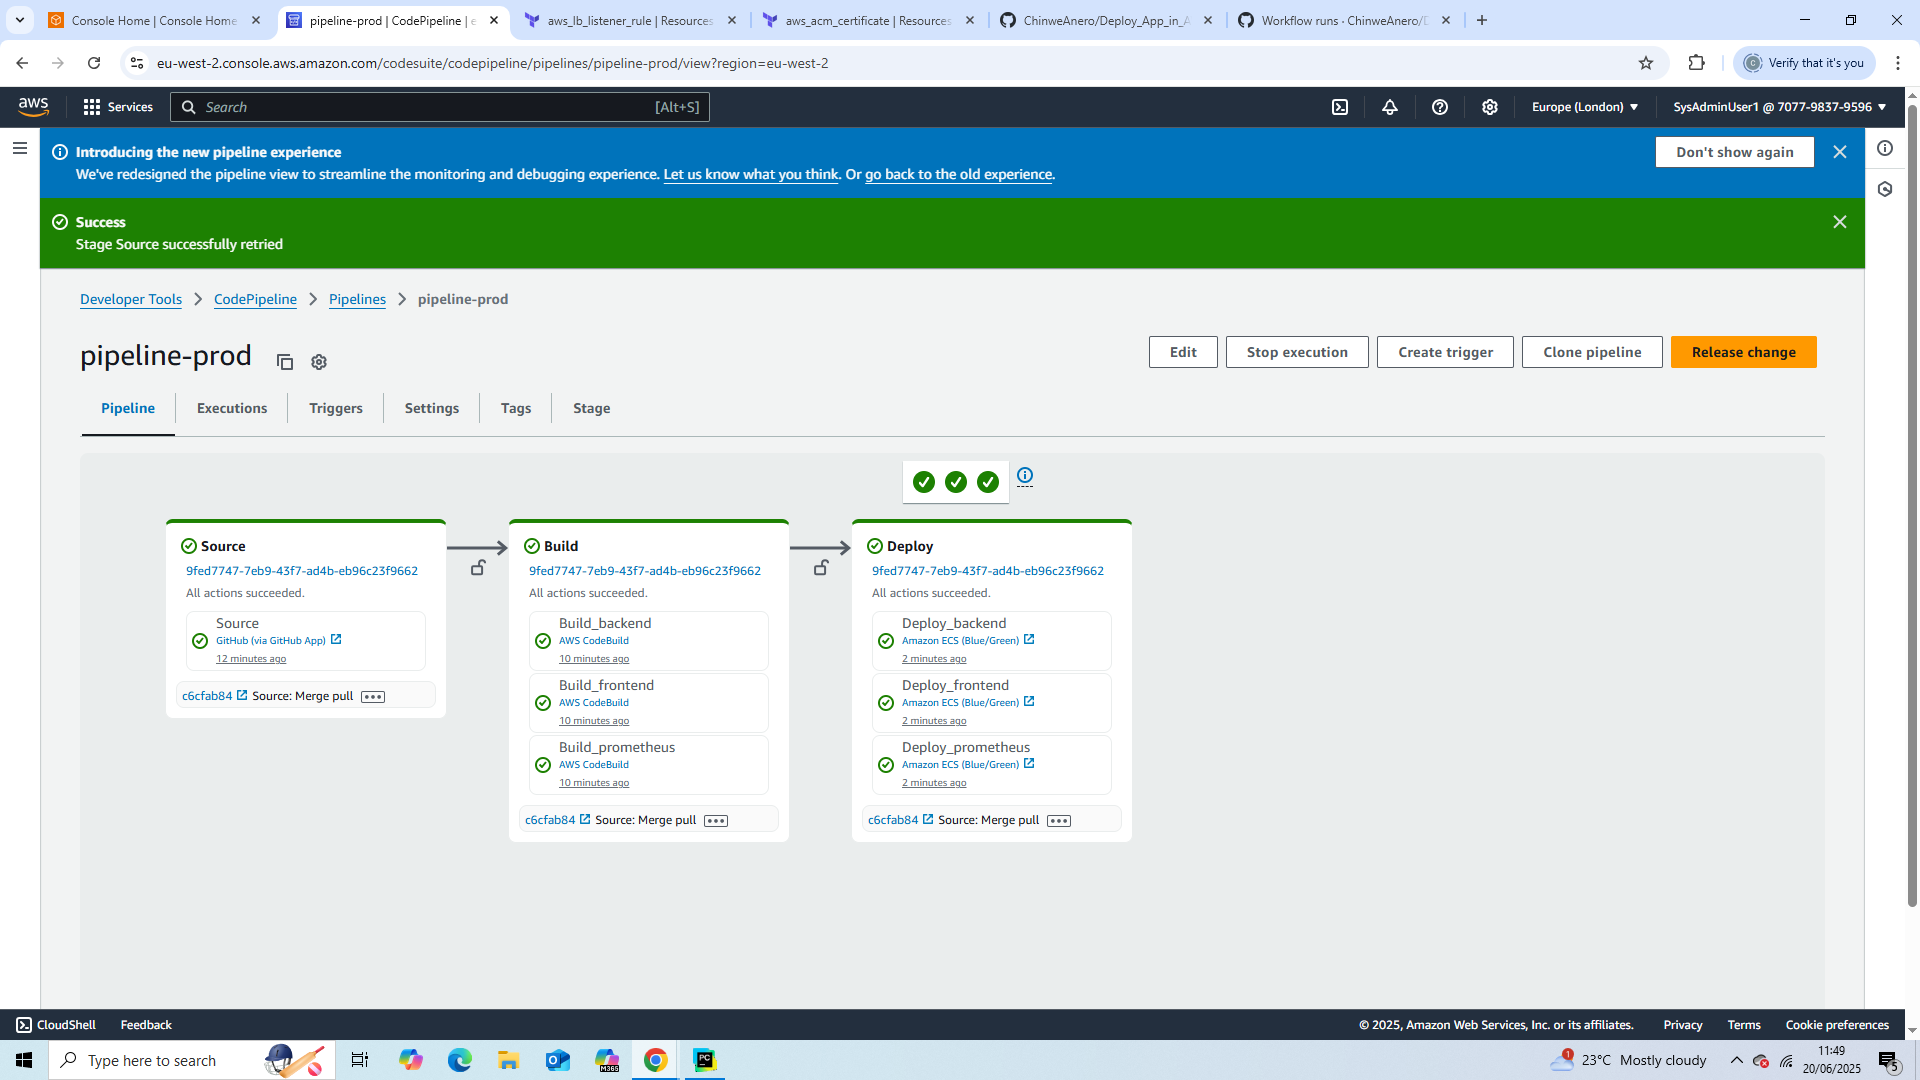 Console Home | Console Home
pipeline-prod | CodePipeline | e
aws_lb_listener_rule | Resources
aws_acm_certificate | Resources
ChinweAnero/Deploy_App_in_A
Workflow runs · ChinweAnero/D
eu-west-2.console.aws.amazon.com/codesuite/codepipeline/pipelines/pipeline-prod/view?region=eu-west-2
Verify that it's you
aws
Services
Search
[Alt+S]
Europe (London)
SysAdminUser1 @ 7077-9837-9596
Introducing the new pipeline experience
We've redesigned the pipeline view to streamline the monitoring and debugging experience. Let us know what you think. Or go back to the old experience.
Don't show again
Success
Stage Source successfully retried
Developer Tools
CodePipeline
Pipelines
pipeline-prod
pipeline-prod
Edit
Stop execution
Create trigger
Clone pipeline
Release change
Pipeline
Executions
Triggers
Settings
Tags
Stage
Source
9fed7747-7eb9-43f7-ad4b-eb96c23f9662
All actions succeeded.
Source
GitHub (via GitHub App)
12 minutes ago
c6cfab84 Source: Merge pull
Build
9fed7747-7eb9-43f7-ad4b-eb96c23f9662
All actions succeeded.
Build_backend
AWS CodeBuild
10 minutes ago
Build_frontend
AWS CodeBuild
10 minutes ago
Build_prometheus
AWS CodeBuild
10 minutes ago
c6cfab84 Source: Merge pull
Deploy
9fed7747-7eb9-43f7-ad4b-eb96c23f9662
All actions succeeded.
Deploy_backend
Amazon ECS (Blue/Green)
2 minutes ago
Deploy_frontend
Amazon ECS (Blue/Green)
2 minutes ago
Deploy_prometheus
Amazon ECS (Blue/Green)
2 minutes ago
c6cfab84 Source: Merge pull
CloudShell
Feedback
© 2025, Amazon Web Services, Inc. or its affiliates.
Privacy
Terms
Cookie preferences
Type here to search
M365
PC
1
23°C Mostly cloudy
11:49
20/06/2025
5